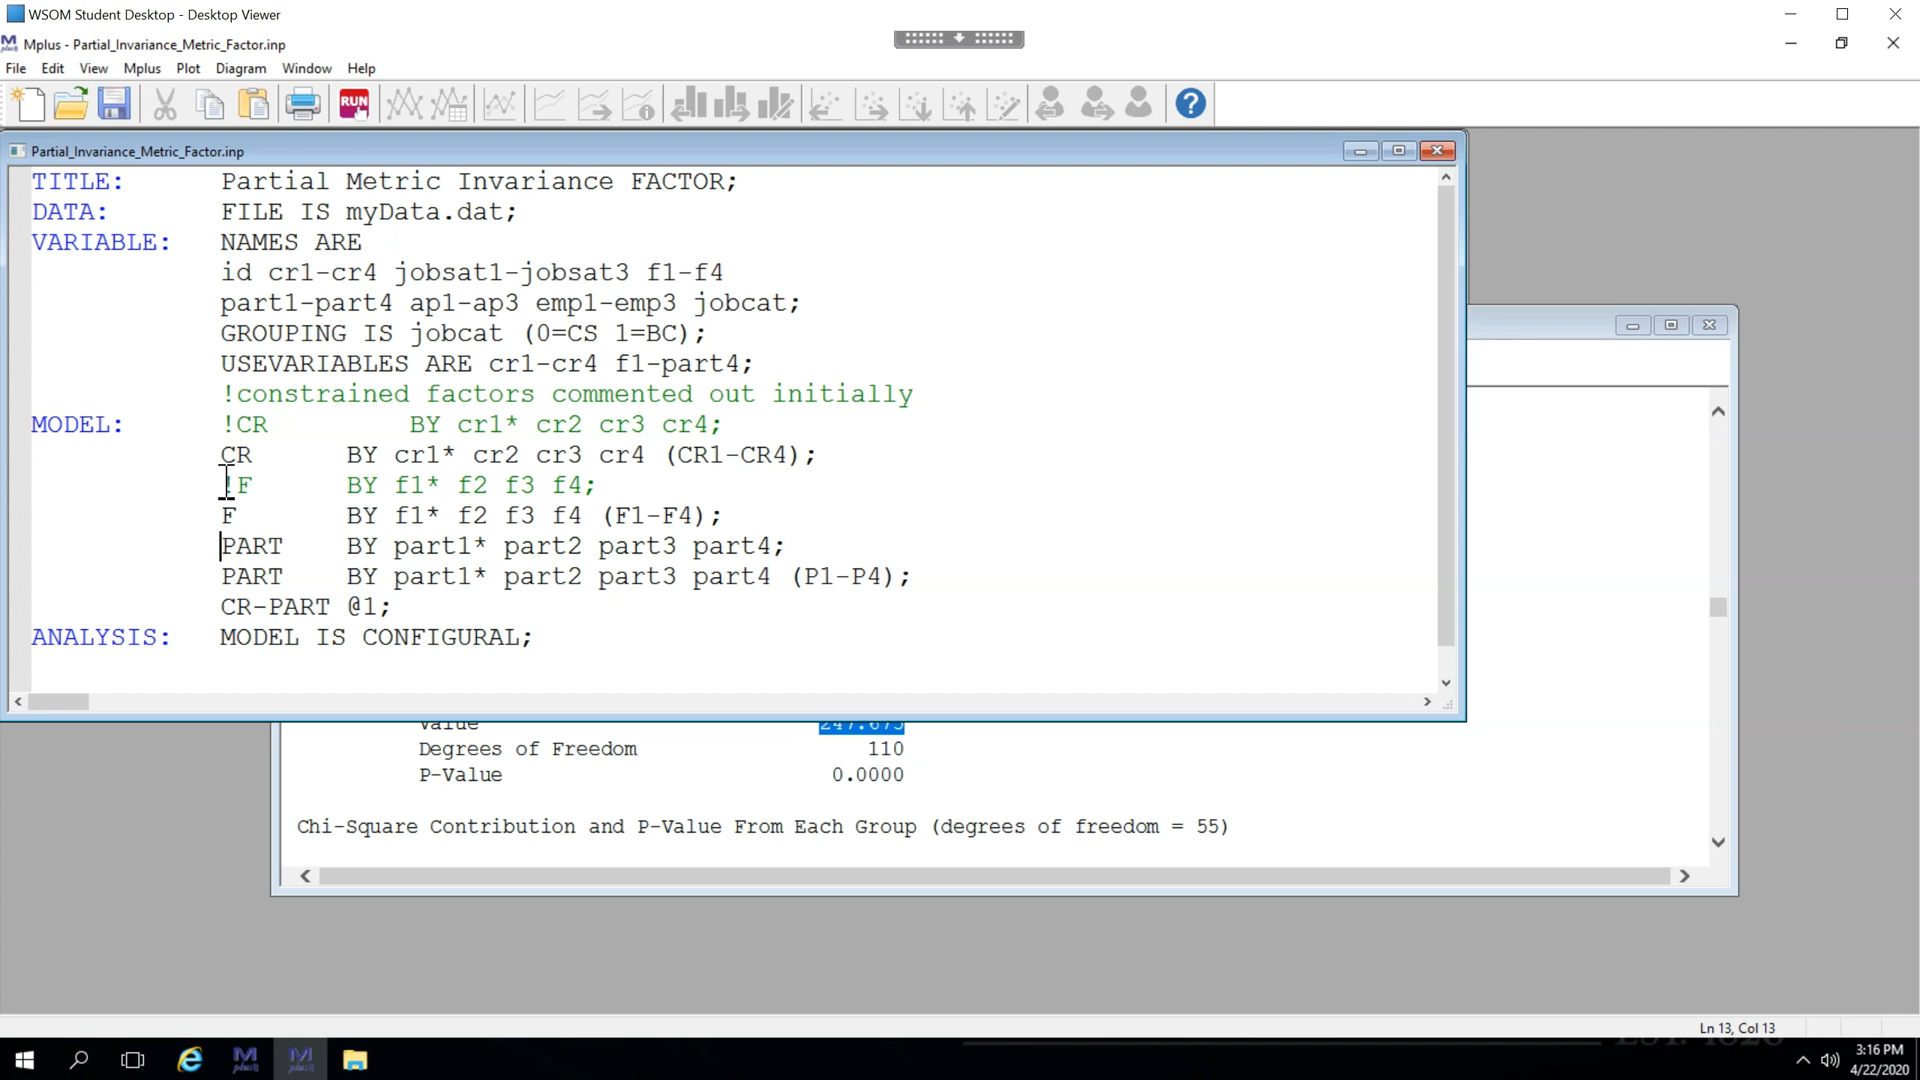 WSOM Student Desktop - Desktop Viewer
Mplus - Partial_Invariance_Metric_Factor.inp
File Edit View Mplus Plot Diagram Window Help
RUN
Partial_Invariance_Metric_Factor.inp
TITLE: Partial Metric Invariance FACTOR;
DATA: FILE IS myData.dat;
VARIABLE: NAMES ARE
id cr1-cr4 jobsat1-jobsat3 f1-f4
part1-part4 ap1-ap3 emp1-emp3 jobcat;
GROUPING IS jobcat (0=CS 1=BC);
USEVARIABLES ARE cr1-cr4 f1-part4;
!constrained factors commented out initially
MODEL: !CR BY cr1* cr2 cr3 cr4;
CR BY cr1* cr2 cr3 cr4 (CR1-CR4);
!F BY f1* f2 f3 f4;
F BY f1* f2 f3 f4 (F1-F4);
PART BY part1* part2 part3 part4;
PART BY part1* part2 part3 part4 (P1-P4);
CR-PART @1;
ANALYSIS: MODEL IS CONFIGURAL;
Value 247.675
Degrees of Freedom 110
P-Value 0.0000
Chi-Square Contribution and P-Value From Each Group (degrees of freedom = 55)
Ln 13, Col 13
3:16 PM
4/22/2020